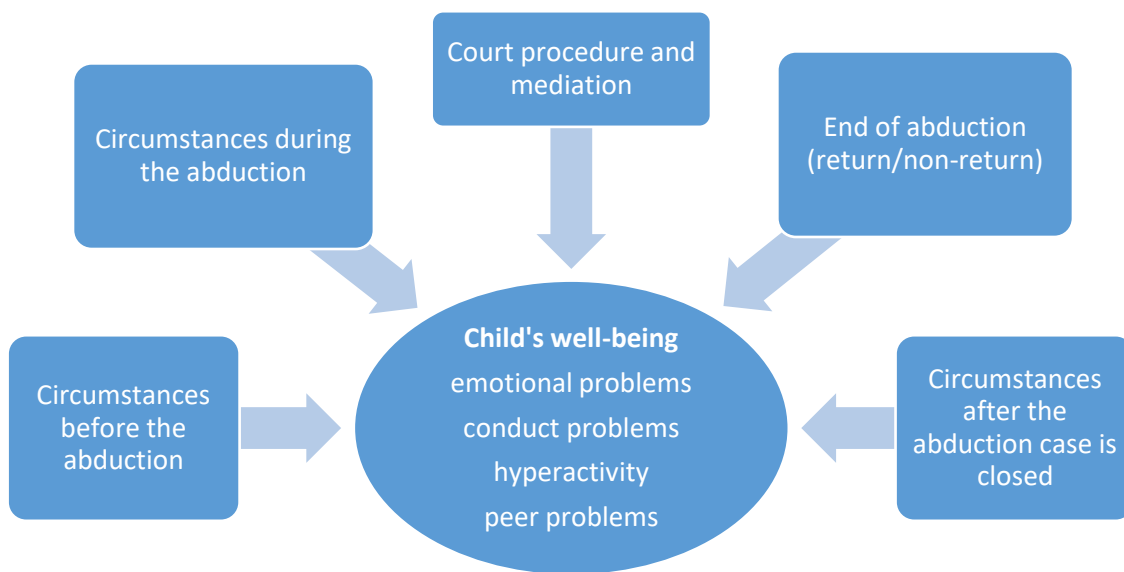 Court procedure and
mediation
Circumstances during
the abduction
End of abduction
(return/non-return)
Circumstances
before the
abduction
Child's well-being
emotional problems
conduct problems
hyperactivity
peer problems
Circumstances
after the
abduction case is
closed